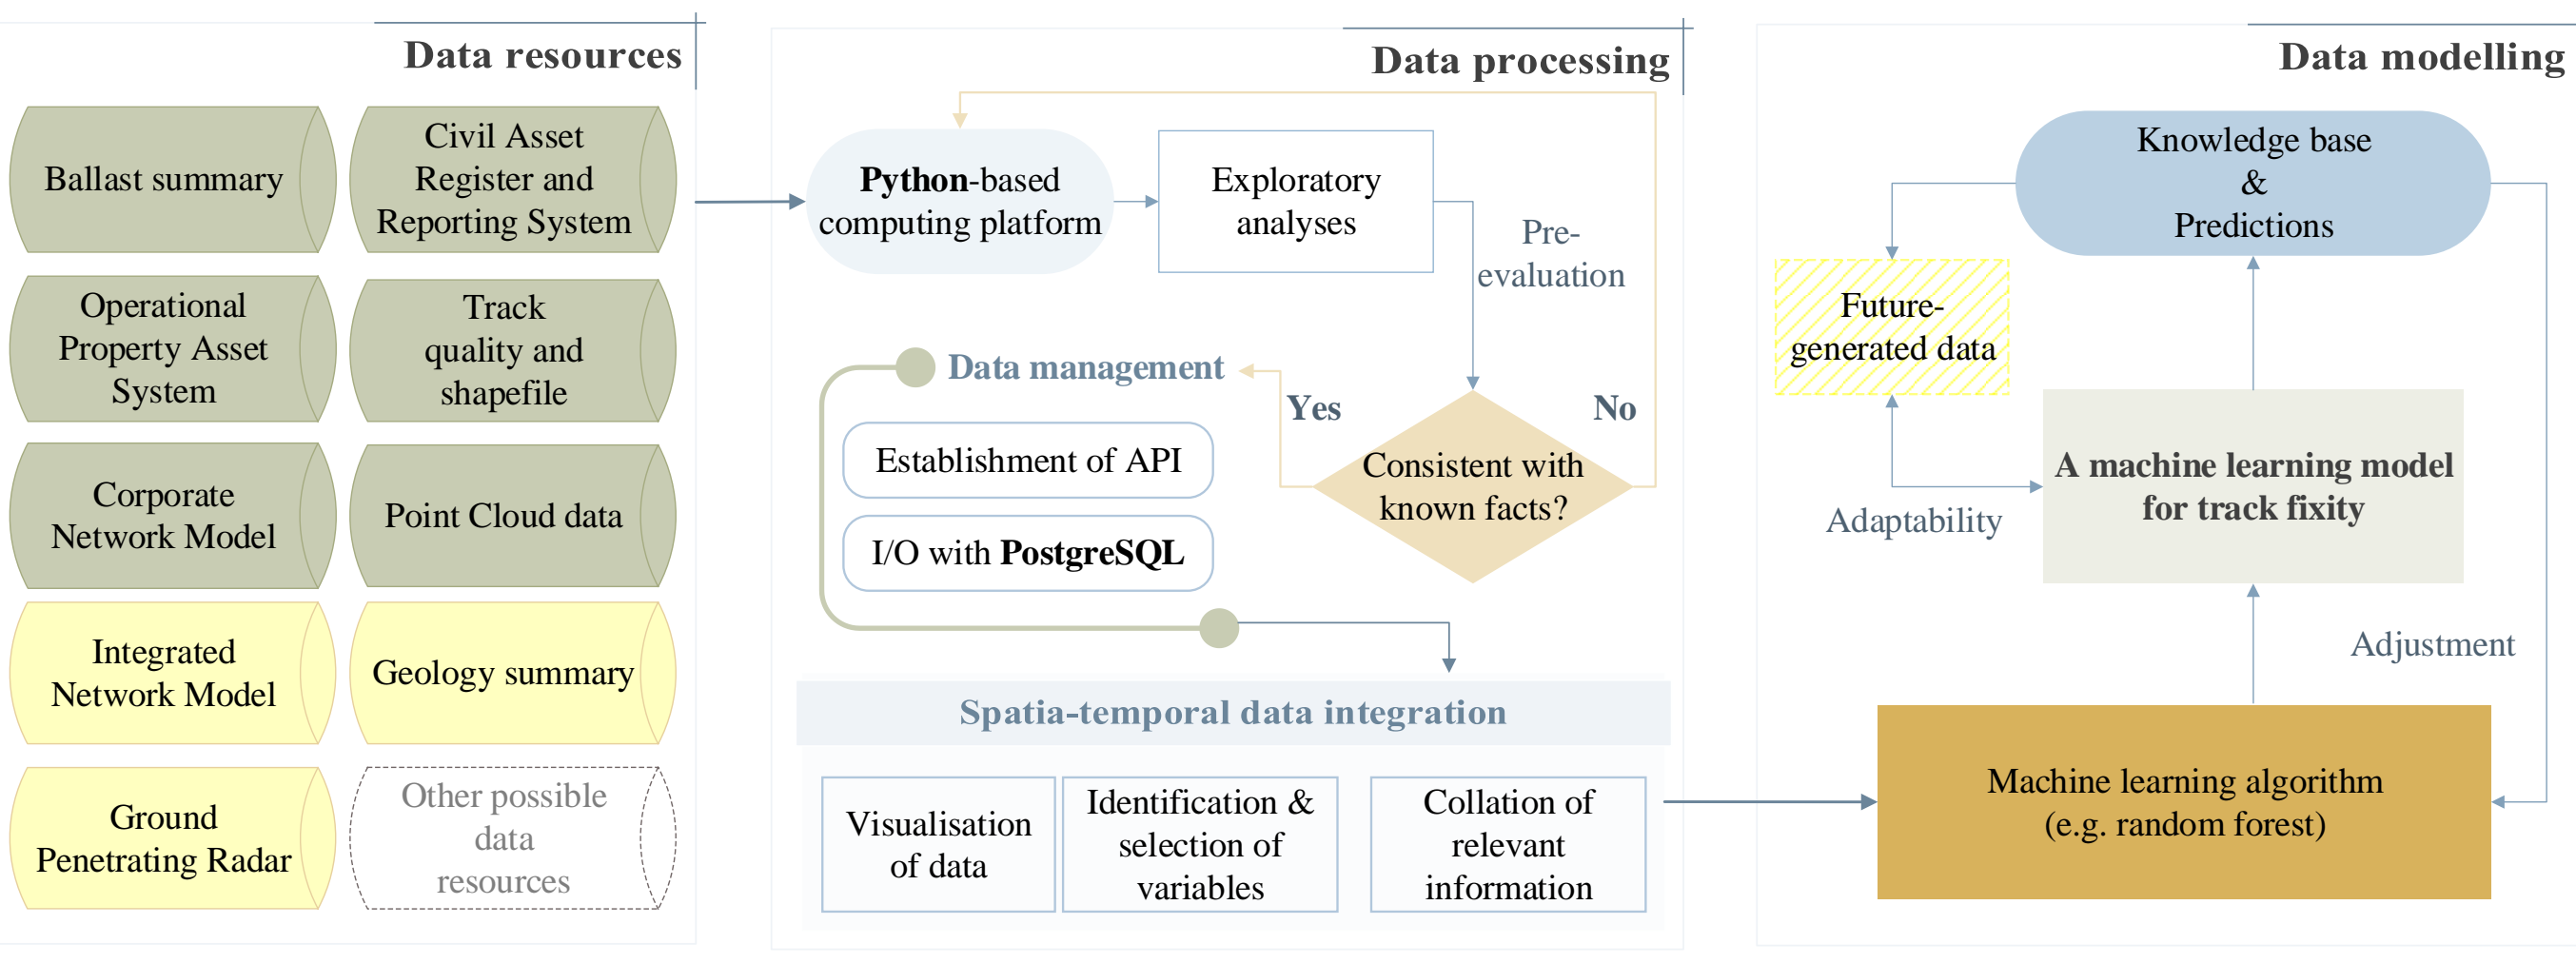 Data resources
Ballast summary
Civil Asset
Register and
Reporting System
Operational
Property Asset
System
Track
quality and
shapefile
Corporate
Network Model
Point Cloud data
Integrated
Network Model
Geology summary
Ground
Penetrating Radar
Other possible
data
resources
Data processing
Python-based
computing platform
Exploratory
analyses
Pre-
evaluation
Data management
Yes
No
Establishment of API
I/O with PostgreSQL
Consistent with
known facts?
Spatia-temporal data integration
Visualisation
of data
Identification &
selection of
variables
Collation of
relevant
information
Data modelling
Knowledge base
&
Predictions
Future-
generated data
A machine learning model
for track fixity
Adaptability
Adjustment
Machine learning algorithm
(e.g. random forest)